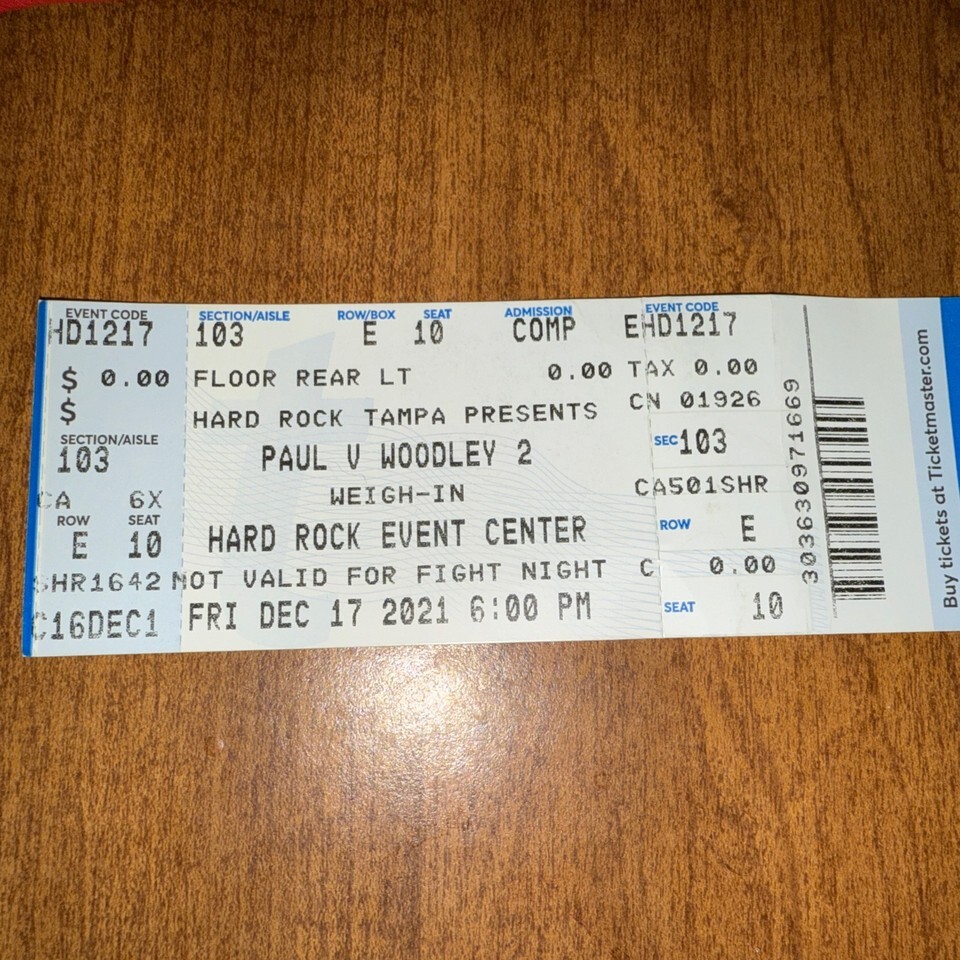 EVENT CODE SECTION/AISLE ROW/BOX SEAT ADMISSION EVENT CODE
HD1217 103 E 10 COMP EHD1217
$ 0.00 FLOOR REAR LT 0.00 TAX 0.00
$ HARD ROCK TAMPA PRESENTS CN 01926
SECTION/AISLE
103 PAUL V WOODLEY 2 SEC 103
CA 6X WEIGH-IN CA501SHR
ROW SEAT
E 10 HARD ROCK EVENT CENTER ROW E
SHR1642 NOT VALID FOR FIGHT NIGHT C 0.00
C16DEC1 FRI DEC 17 2021 6:00 PM SEAT 10
303630971669
Buy tickets at Ticketmaster.com